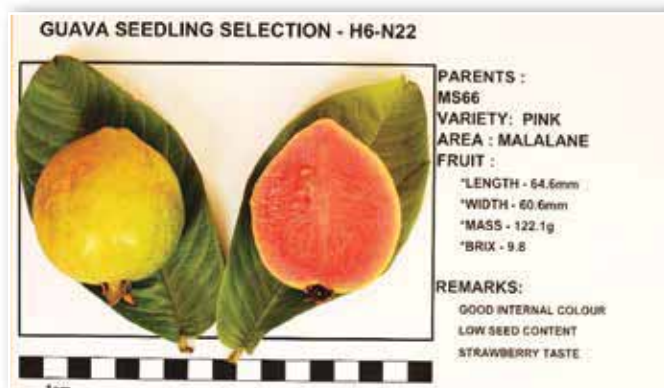 GUAVA SEEDLING SELECTION - H6-N22
PARENTS :
MS66
VARIETY: PINK
AREA : MALALANE
FRUIT :
*LENGTH - 64.6mm
*WIDTH - 60.6mm
*MASS - 122.1g
*BRIX - 9.8
REMARKS:
GOOD INTERNAL COLOUR
LOW SEED CONTENT
STRAWBERRY TASTE